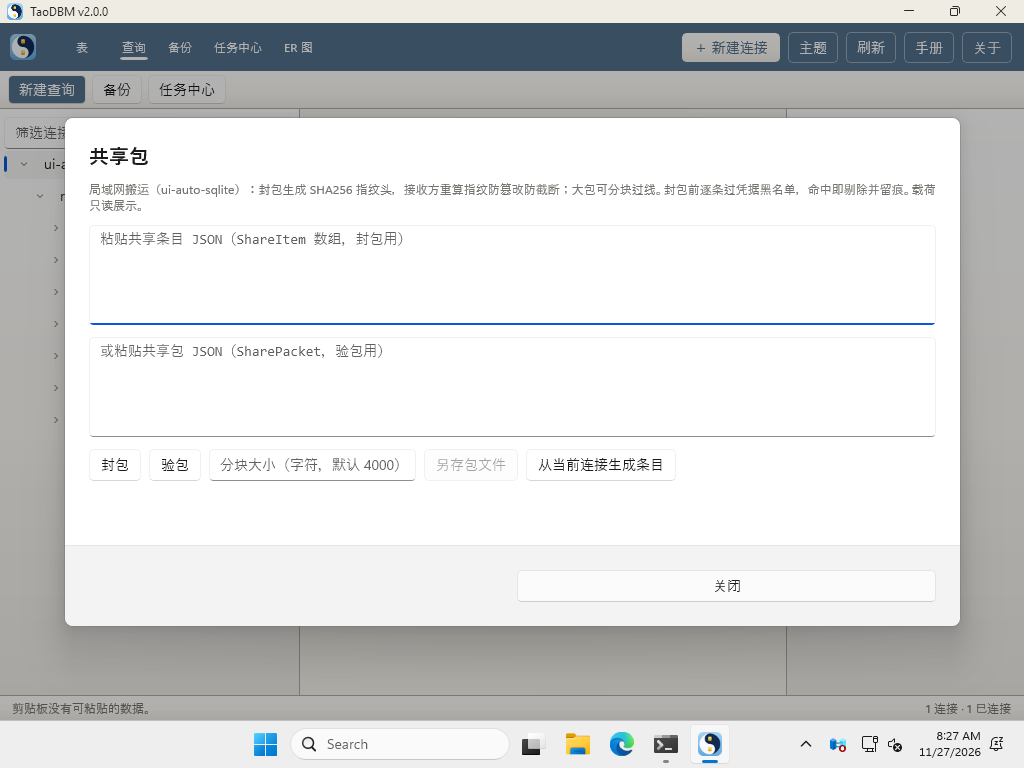 TaoDBM v2.0.0
表 查询 备份 任务中心 ER 图 + 新建连接 主题 刷新 手册 关于
新建查询 备份 任务中心
筛选连接
ui-a
共享包
局域网搬运（ui-auto-sqlite）：封包生成 SHA256 指纹头，接收方重算指纹防篡改防截断；大包可分块过线。封包前逐条过凭据黑名单，命中即剔除并留痕。载荷
只读展示。
粘贴共享条目 JSON（ShareItem 数组，封包用）
或粘贴共享包 JSON（SharePacket，验包用）
封包 验包 分块大小（字符，默认 4000） 另存包文件 从当前连接生成条目
关闭
剪贴板没有可粘贴的数据。 1 连接 · 1 已连接
Search
8:27 AM
11/27/2026